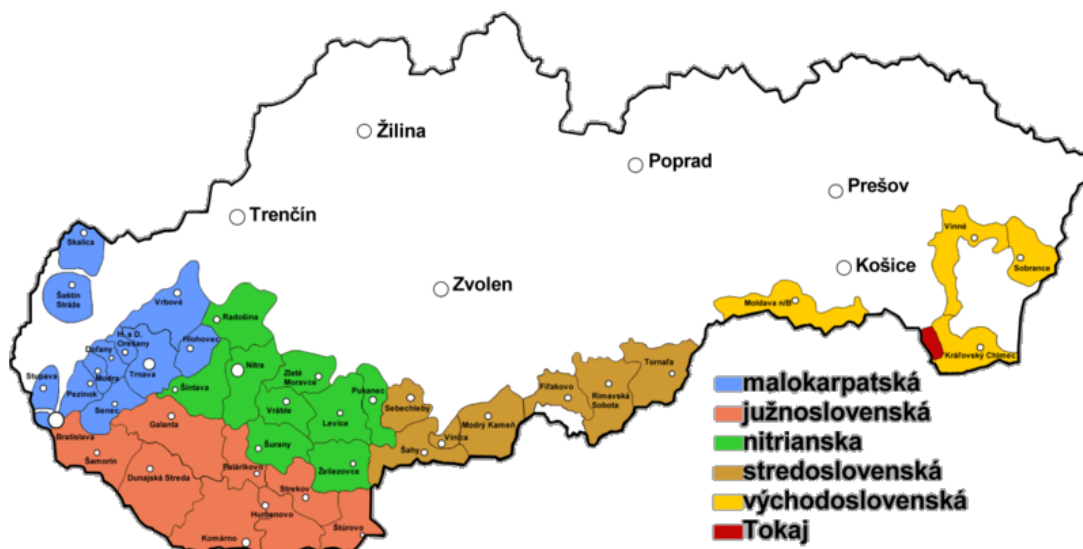 Žilina
Poprad
Prešov
Trenčín
Vinné
Skalica
Košice
Sobrance
Šaštín
Stráže
Zvolen
Vrbové
Moldava n/B
Radošina
H. a D.
Orešany
Hlohovec
Doľany
Kráľovský Chlmec
Tornaľa
Nitra
Modra
Trnava
Zlaté
Moravce
Stupava
Pezinok
Šintava
Pukanec
Fiľakovo
Rimavská
Sobota
Vráble
Sebechleby
Senec
Levice
Modrý Kameň
Galanta
Bratislava
Vinica
Šurany
Šahy
Šamorín
Palárikovo
Dunajská Streda
Želiezovce
Strekov
Hurbanovo
Štúrovo
Komárno
malokarpatská
južnoslovenská
nitrianska
stredoslovenská
východoslovenská
Tokaj